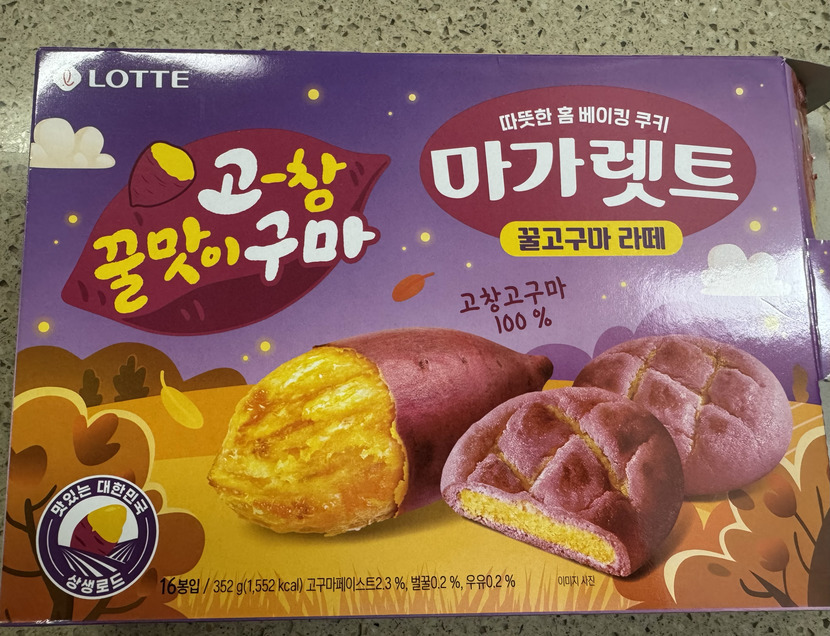 LOTTE
고창
꿀맛이구마
따뜻한 홈 베이킹 쿠키
마가렛트
꿀고구마 라떼
고창고구마
100 %
맛있는 대한민국
상생로드
16봉입 / 352 g(1,552 kcal) 고구마페이스트2.3 %, 벌꿀0.2 %, 우유0.2 %
이미지 사진